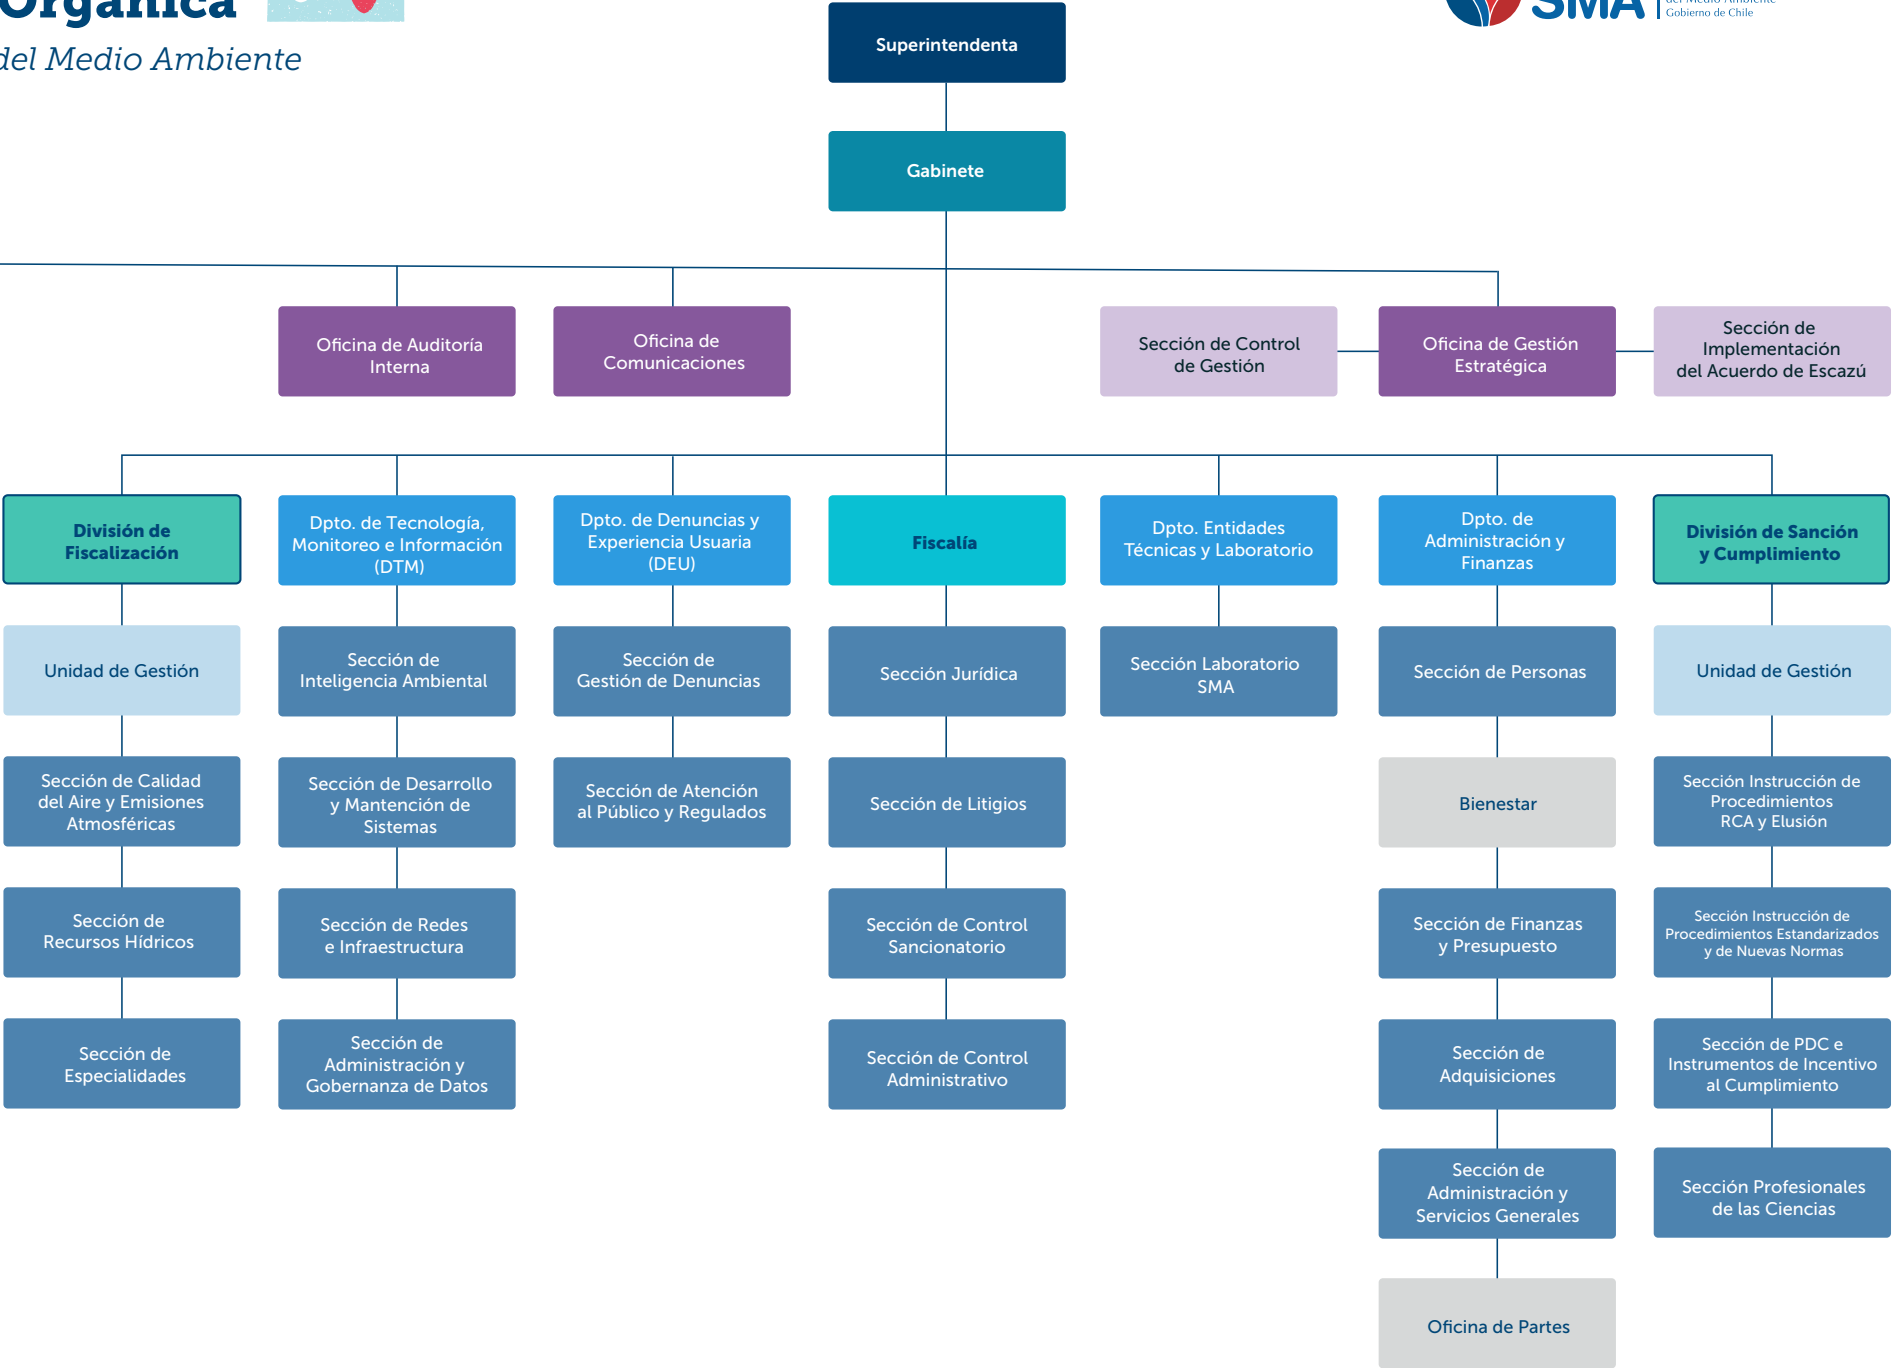 Orgánica
del Medio Ambiente
SMA
del Medio Ambiente
Gobierno de Chile
Superintendenta
Gabinete
Oficina de Auditoría
Interna
Oficina de
Comunicaciones
Sección de Control
de Gestión
Oficina de Gestión
Estratégica
Sección de
Implementación
del Acuerdo de Escazú
División de
Fiscalización
Dpto. de Tecnología,
Monitoreo e Información
(DTM)
Dpto. de Denuncias y
Experiencia Usuaria
(DEU)
Fiscalía
Dpto. Entidades
Técnicas y Laboratorio
Dpto. de
Administración y
Finanzas
División de Sanción
y Cumplimiento
Unidad de Gestión
Sección de
Inteligencia Ambiental
Sección de
Gestión de Denuncias
Sección Jurídica
Sección Laboratorio
SMA
Sección de Personas
Unidad de Gestión
Sección de Calidad
del Aire y Emisiones
Atmosféricas
Sección de Desarrollo
y Mantención de
Sistemas
Sección de Atención
al Público y Regulados
Sección de Litigios
Bienestar
Sección Instrucción de
Procedimientos
RCA y Elusión
Sección de
Recursos Hídricos
Sección de Redes
e Infraestructura
Sección de Control
Sancionatorio
Sección de Finanzas
y Presupuesto
Sección Instrucción de
Procedimientos Estandarizados
y de Nuevas Normas
Sección de
Especialidades
Sección de
Administración y
Gobernanza de Datos
Sección de Control
Administrativo
Sección de
Adquisiciones
Sección de PDC e
Instrumentos de Incentivo
al Cumplimiento
Sección de
Administración y
Servicios Generales
Sección Profesionales
de las Ciencias
Oficina de Partes